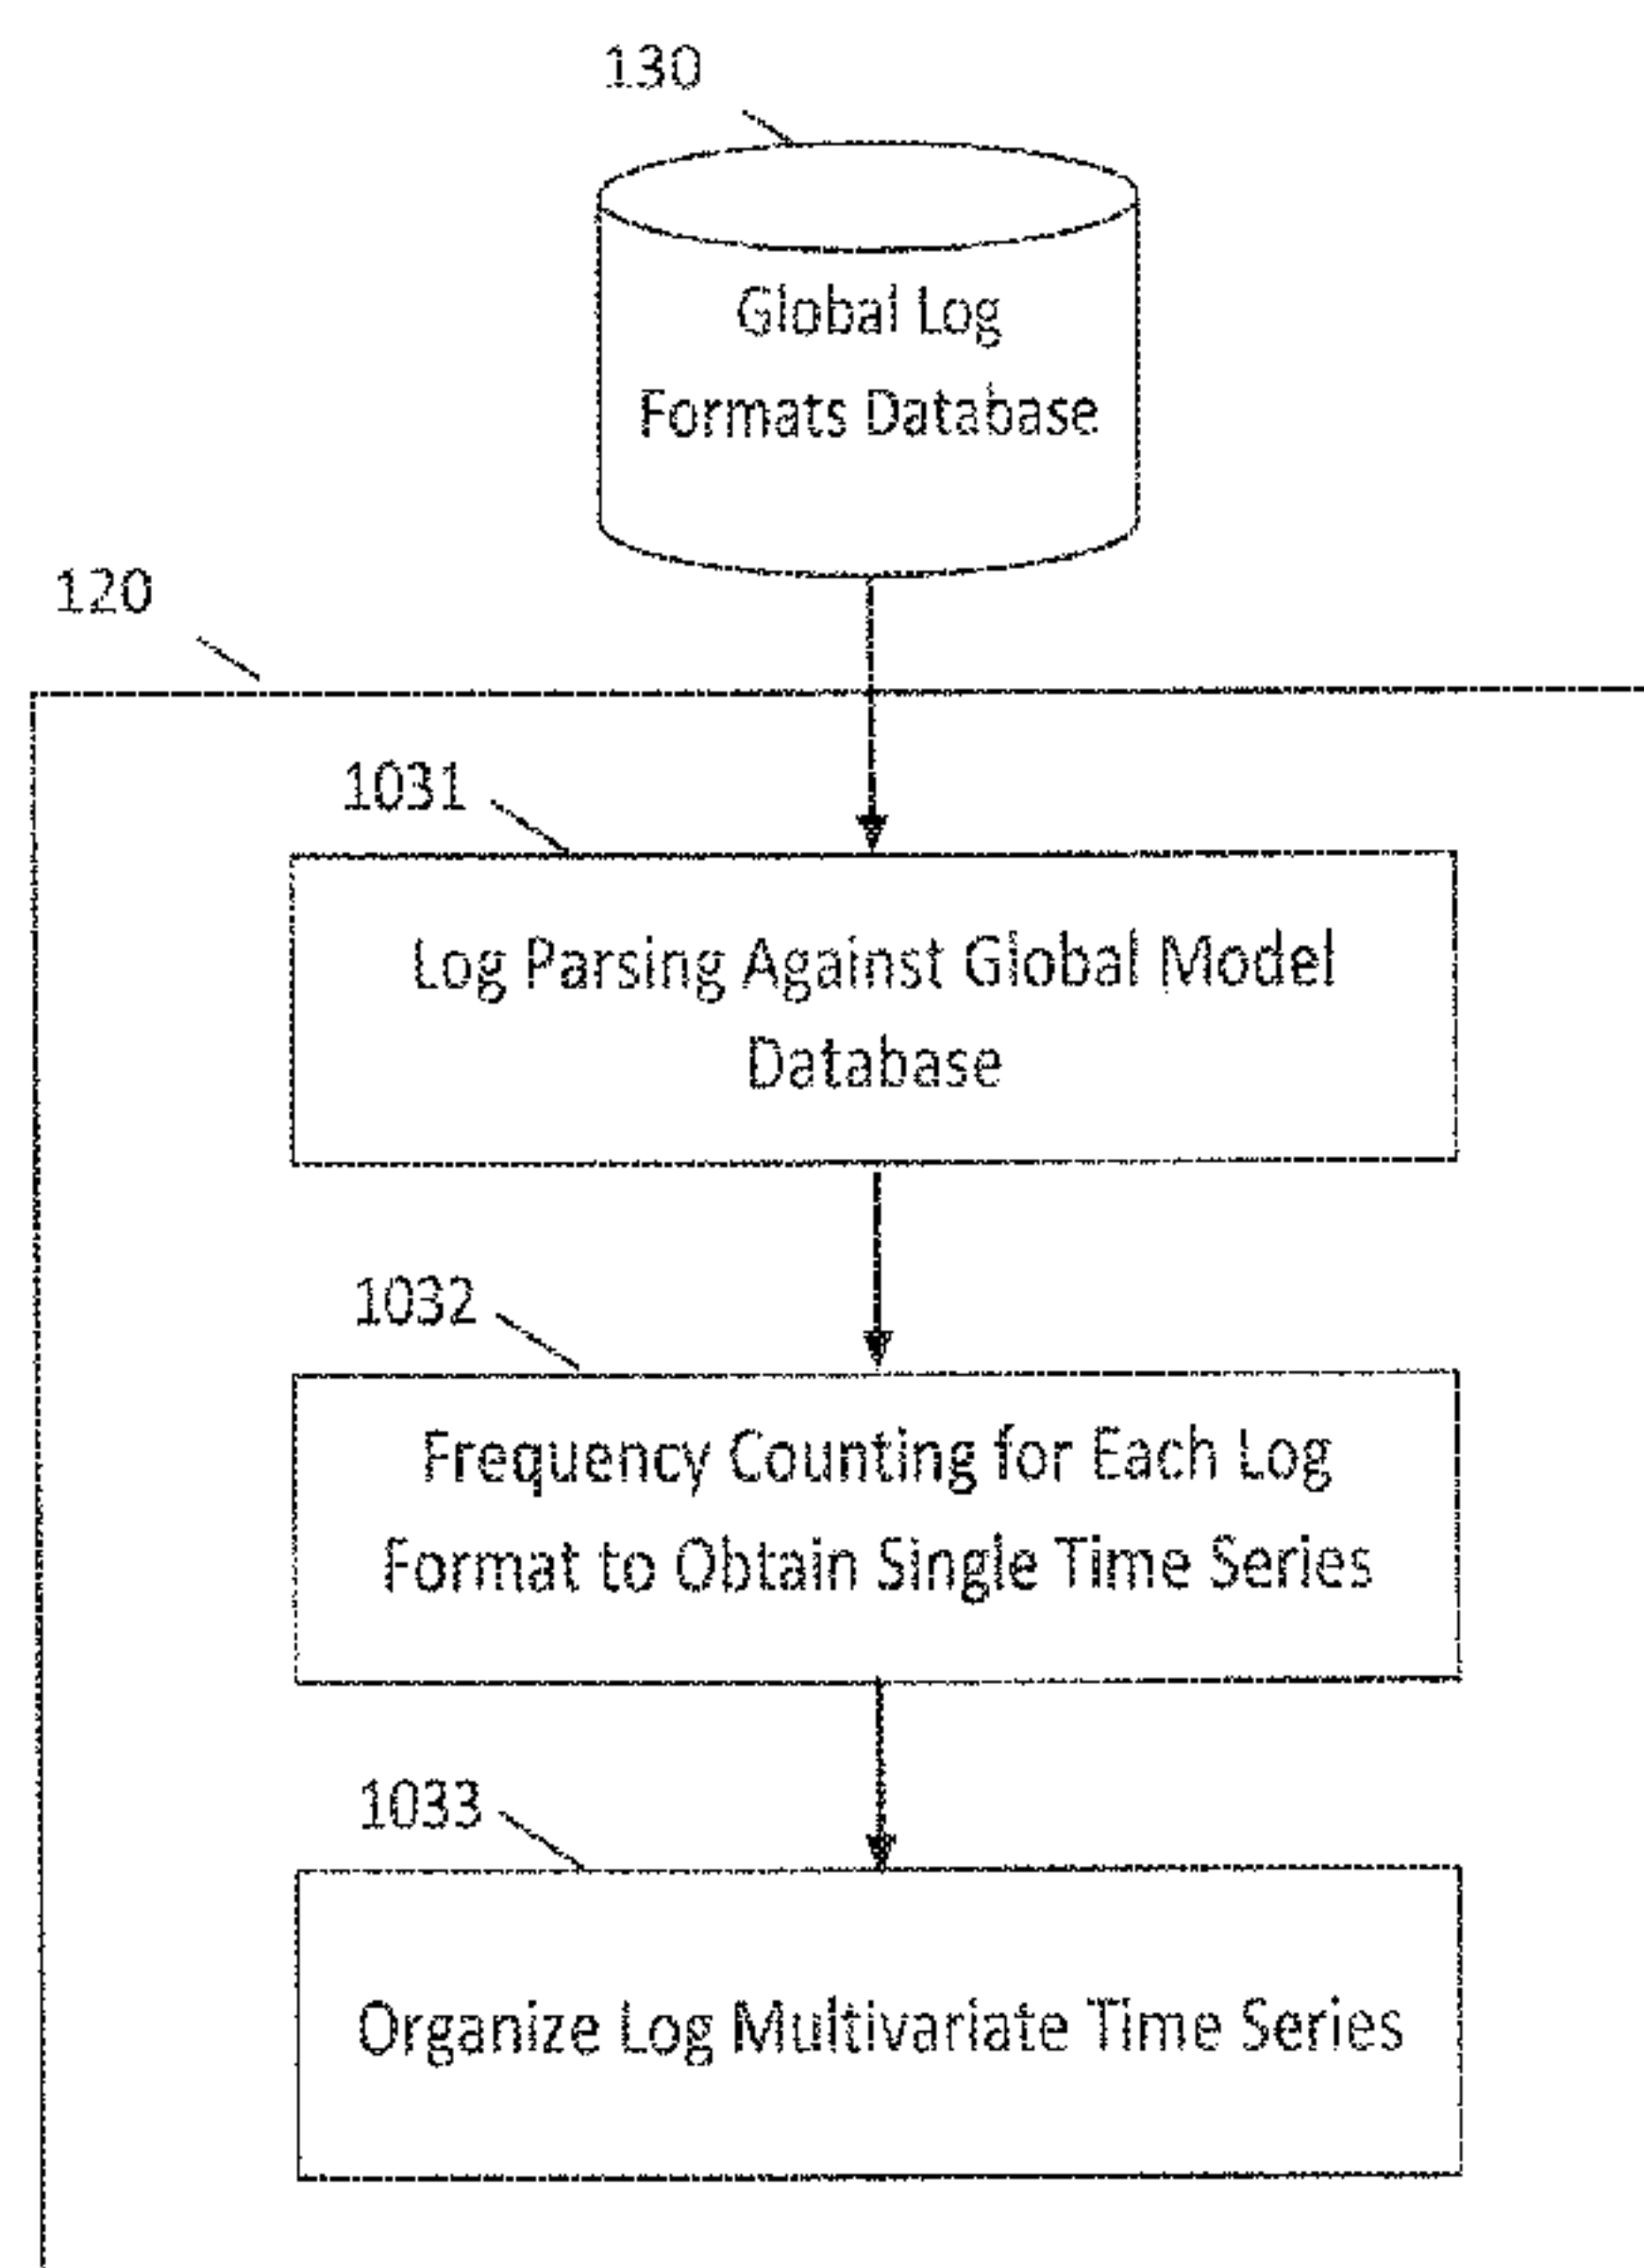 130
Global Log
Formats Database
120
1031
Log Parsing Against Global Model
Database
1032
Frequency Counting for Each Log
Format to Obtain Single Time Series
1033
Organize Log Multivariate Time Series